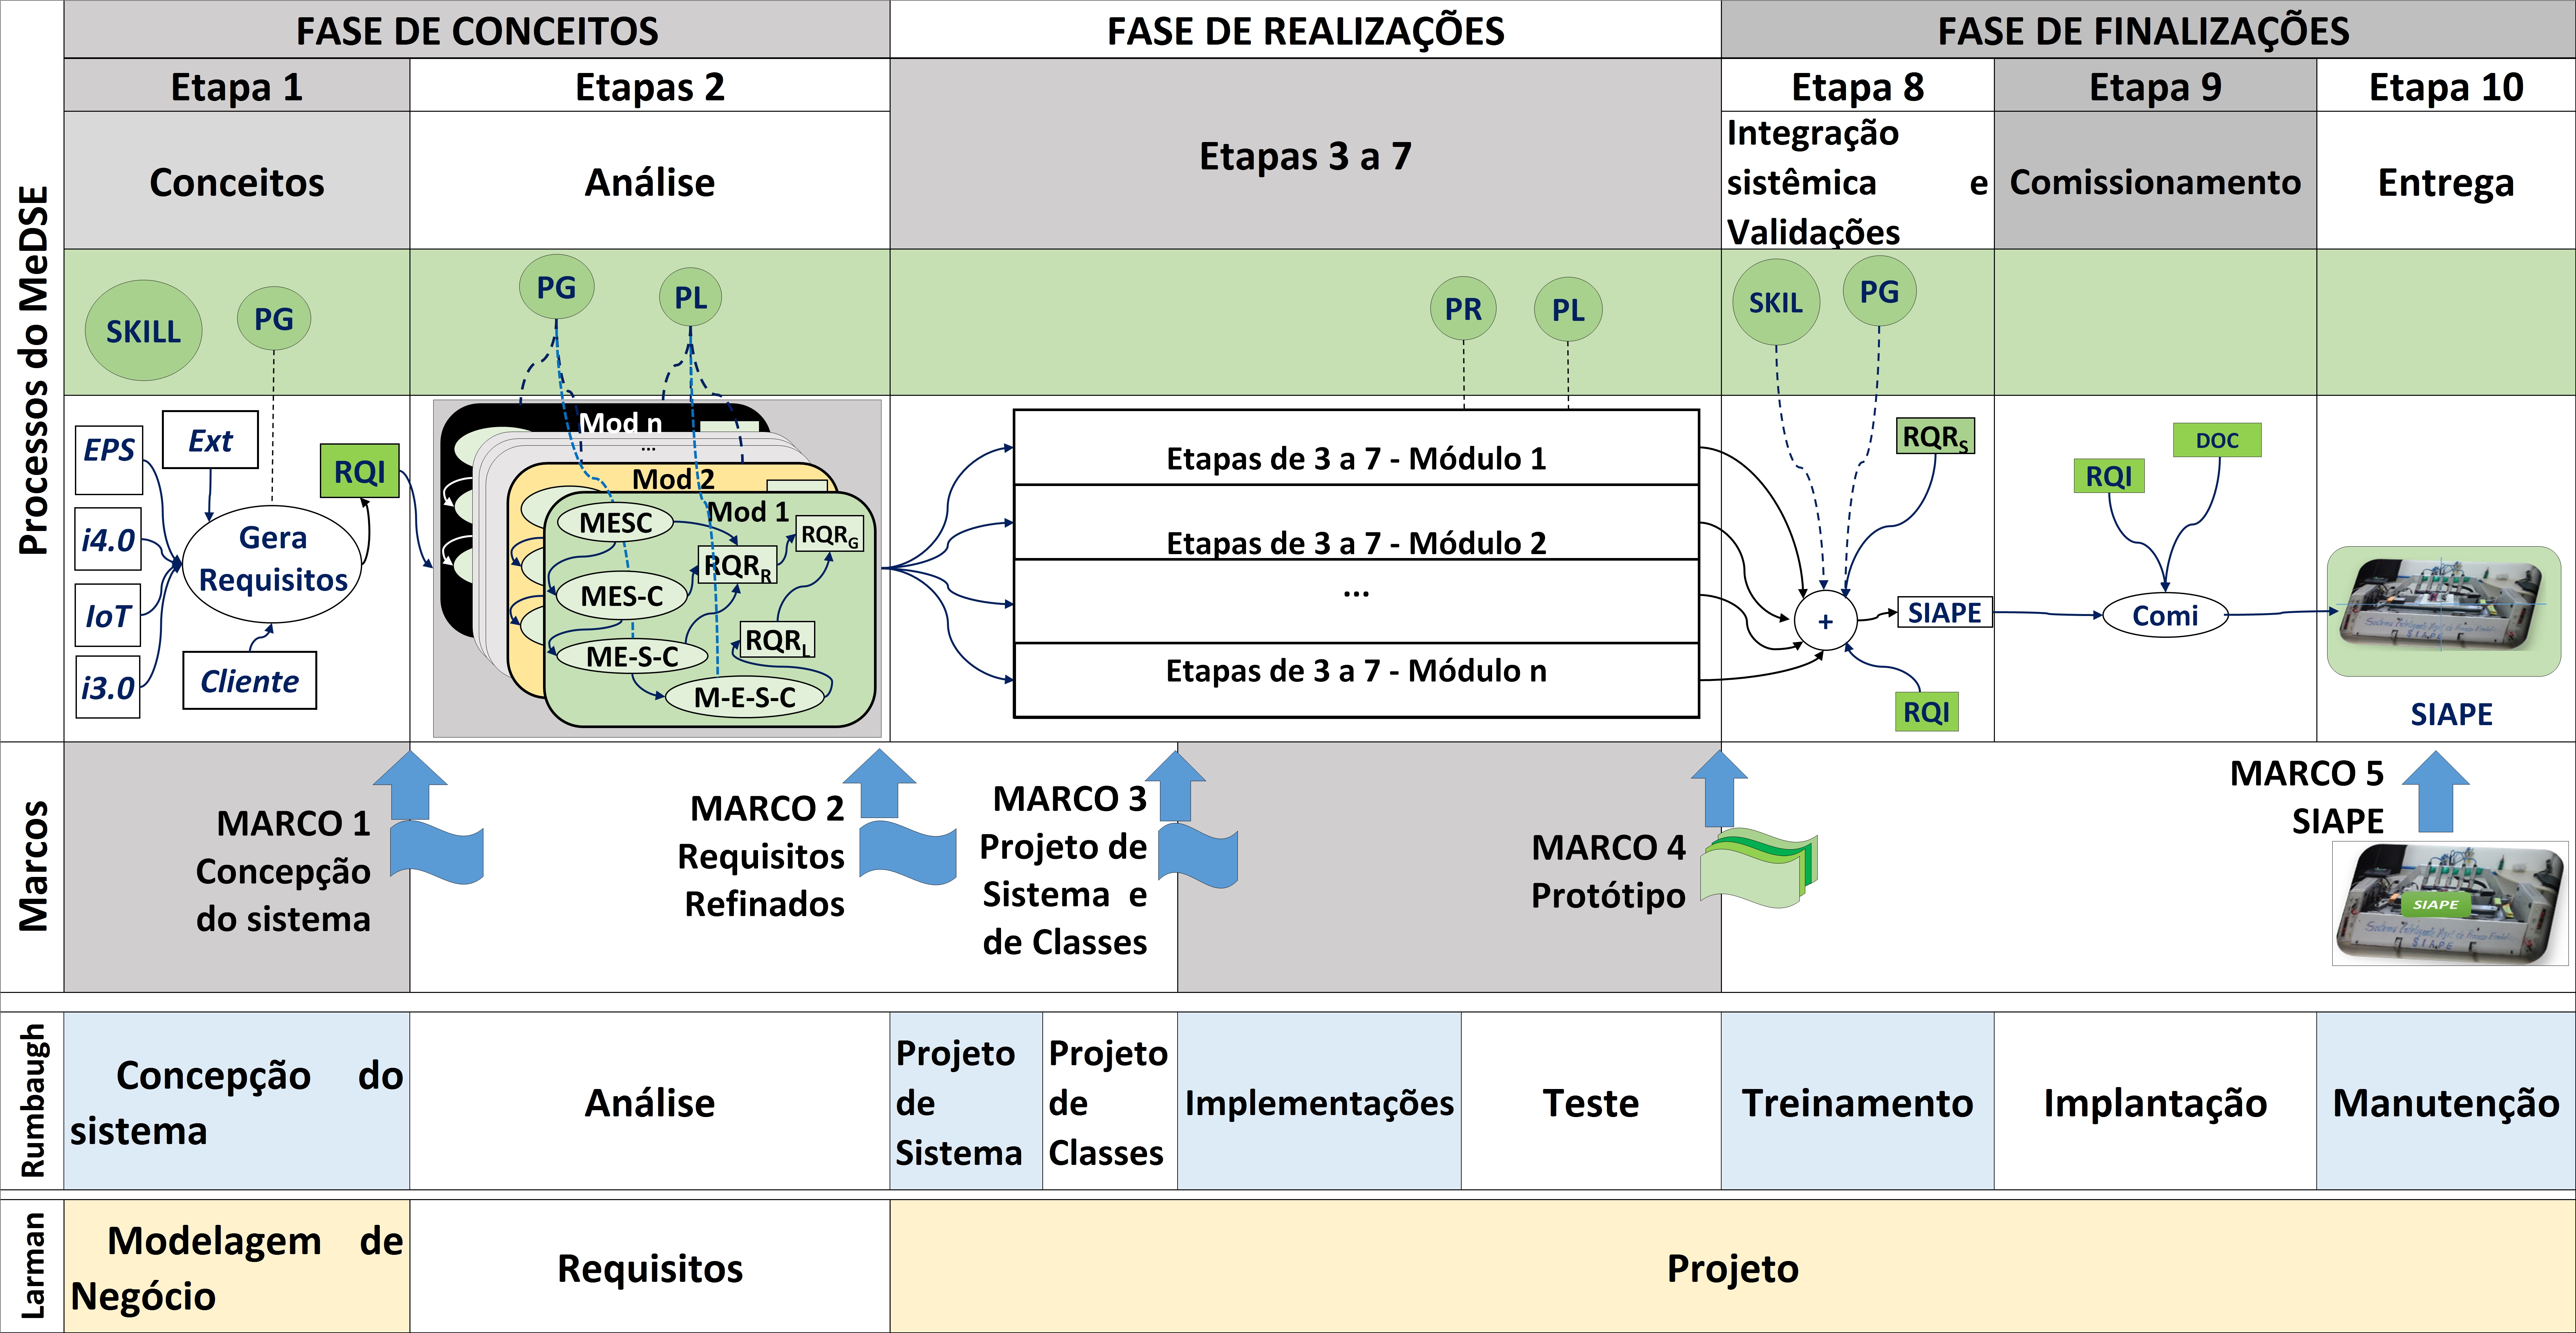 FASE DE CONCEITOS
FASE DE REALIZAÇÕES
FASE DE FINALIZAÇÕES
Processos do MeDSE
Etapa 1
Etapas 2
Etapas 3 a 7
Etapa 8
Etapa 9
Etapa 10
Conceitos
Análise
Integração
sistêmica e
Validações
Comissionamento
Entrega
SKILL
PG
PG
PL
PR
PL
SKIL
PG
EPS
i4.0
IoT
i3.0
Ext
Gera
Requisitos
Cliente
RQI
Mod n
...
Mod 2
Mod 1
MESC
MES-C
ME-S-C
M-E-S-C
RQRR
RQRG
RQRL
Etapas de 3 a 7 - Módulo 1
Etapas de 3 a 7 - Módulo 2
...
Etapas de 3 a 7 - Módulo n
+
RQRS
SIAPE
RQI
RQI
DOC
Comi
SIAPE
SIAPE
Marcos
MARCO 1
Concepção
do sistema
MARCO 2
Requisitos
Refinados
MARCO 3
Projeto de
Sistema e
de Classes
MARCO 4
Protótipo
MARCO 5
SIAPE
SIAPE
SIAPE
Rumbaugh
Concepção do
sistema
Análise
Projeto
de
Sistema
Projeto
de
Classes
Implementações
Teste
Treinamento
Implantação
Manutenção
Larman
Modelagem de
Negócio
Requisitos
Projeto